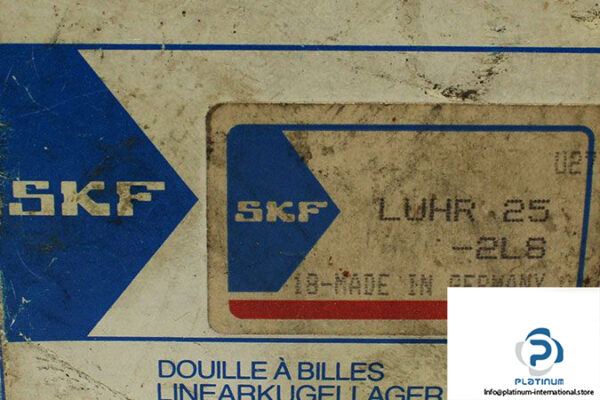 SKF
SKF
LUHR 25
-2LS
18-MADE IN GERMANY
DOUILLE À BILLES
LINEARKUGELLAGER
PLATINUM
Info@platinum-international.store